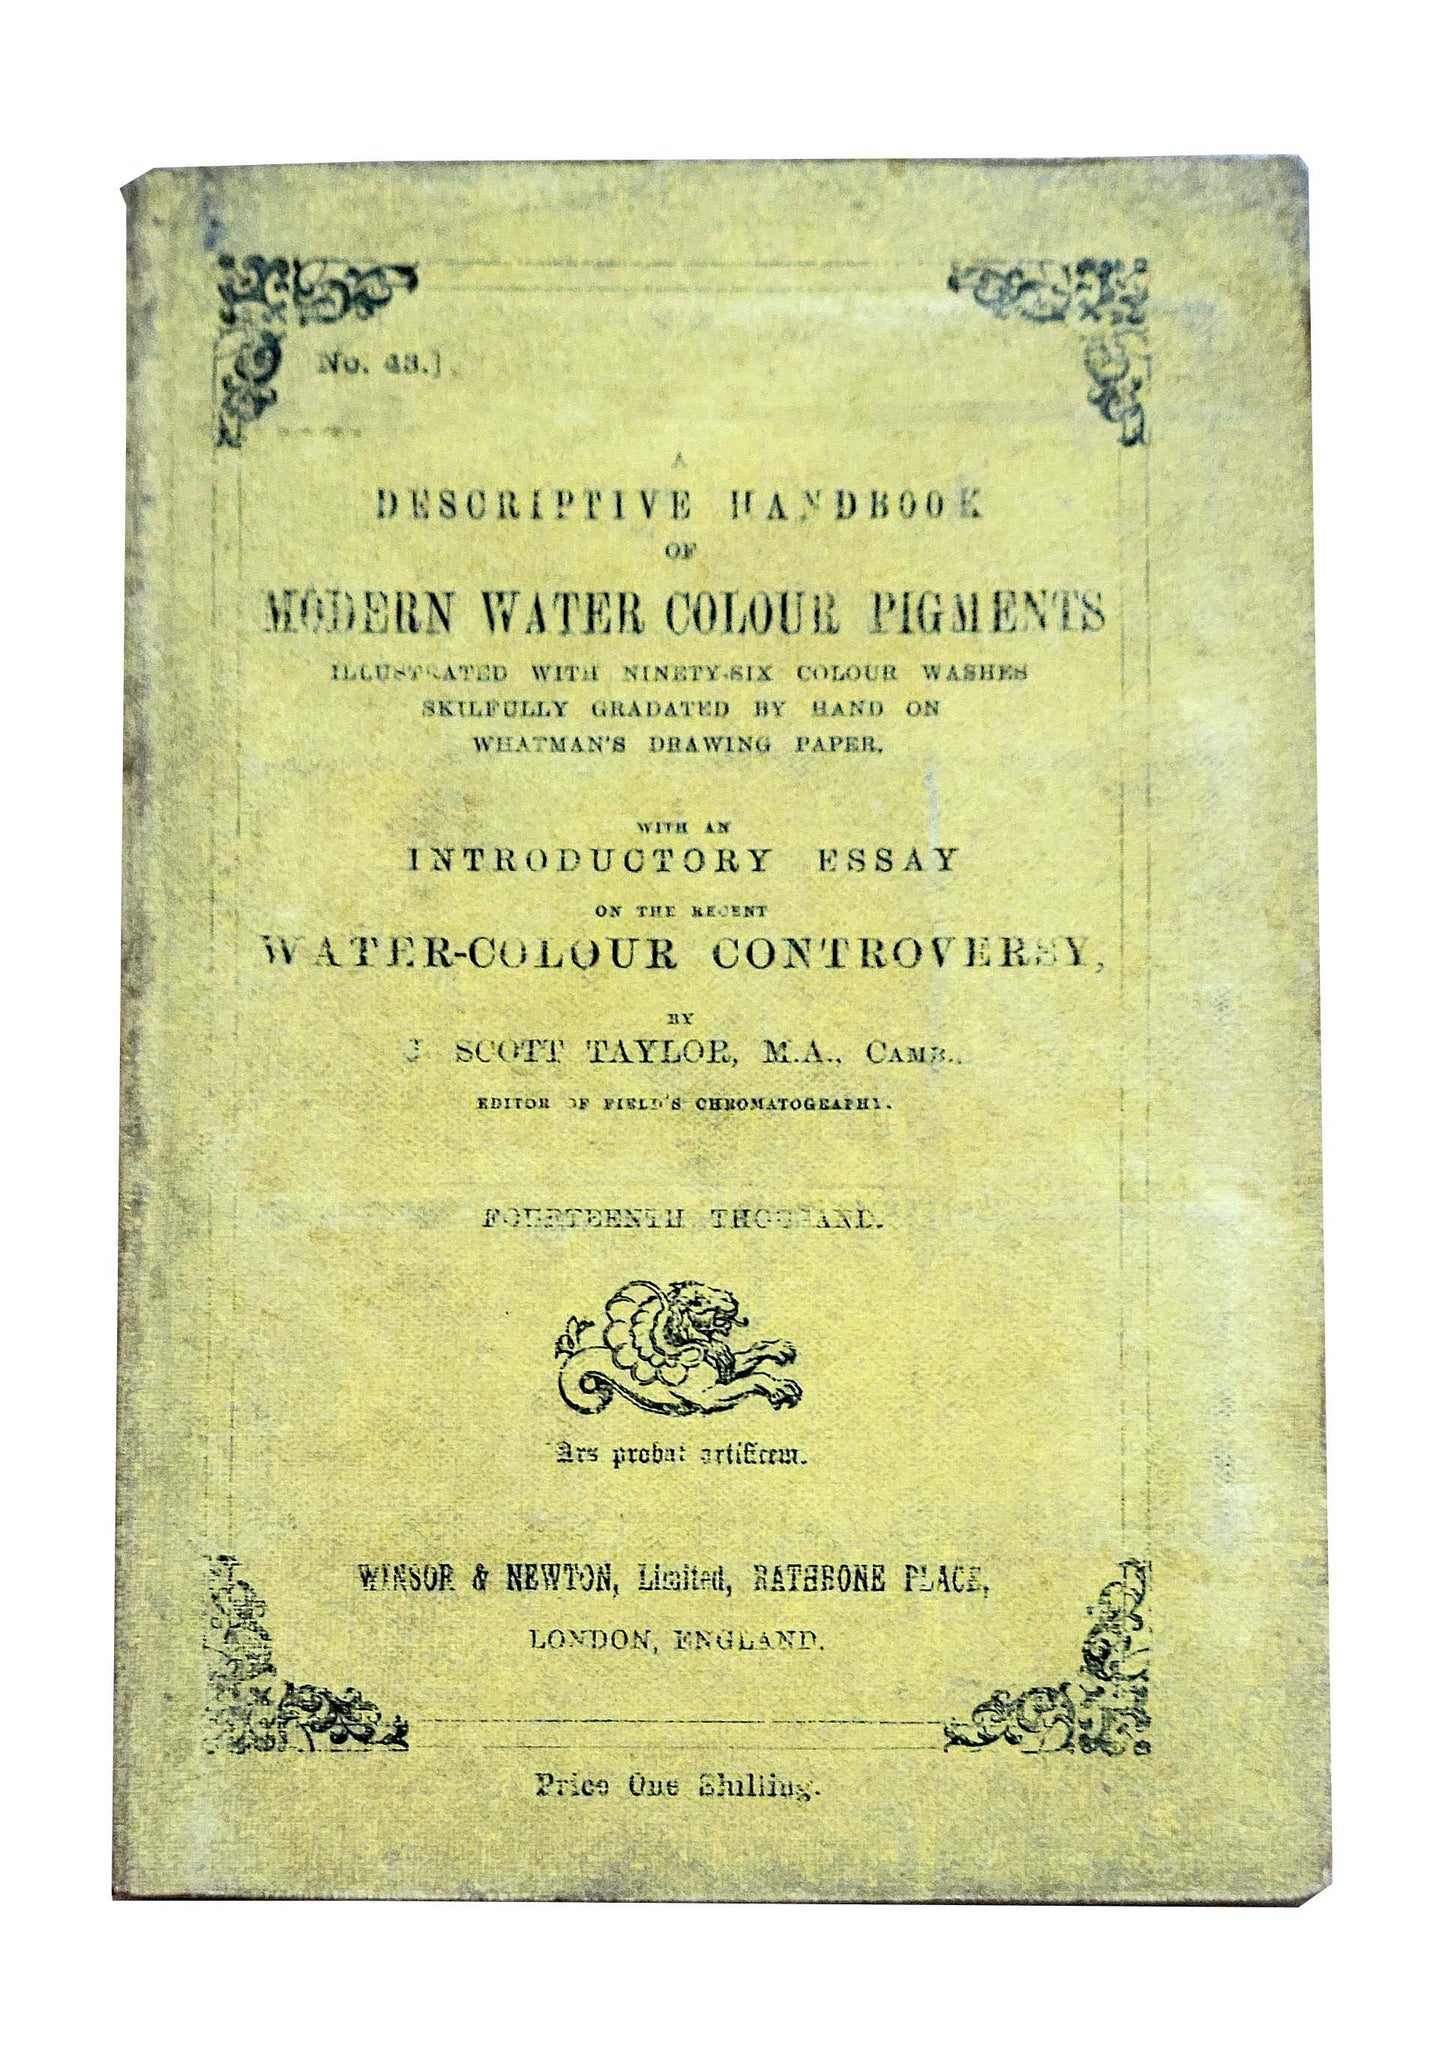 No. 43.]
A
DESCRIPTIVE HANDBOOK
OF
MODERN WATER COLOUR PIGMENTS
ILLUSTRATED WITH NINETY-SIX COLOUR WASHES
SKILFULLY GRADATED BY HAND ON
WHATMAN'S DRAWING PAPER,
WITH AN
INTRODUCTORY ESSAY
ON THE RECENT
WATER-COLOUR CONTROVERSY,
BY
J SCOTT TAYLOR, M.A., CAMB.,
EDITOR OF FIELD'S CHROMATOGRAPHY.
FOURTEENTH THOUSAND.
Ars probat artificem.
WINSOR & NEWTON, Limited, RATHBONE PLACE,
LONDON, ENGLAND.
Price One Shilling.